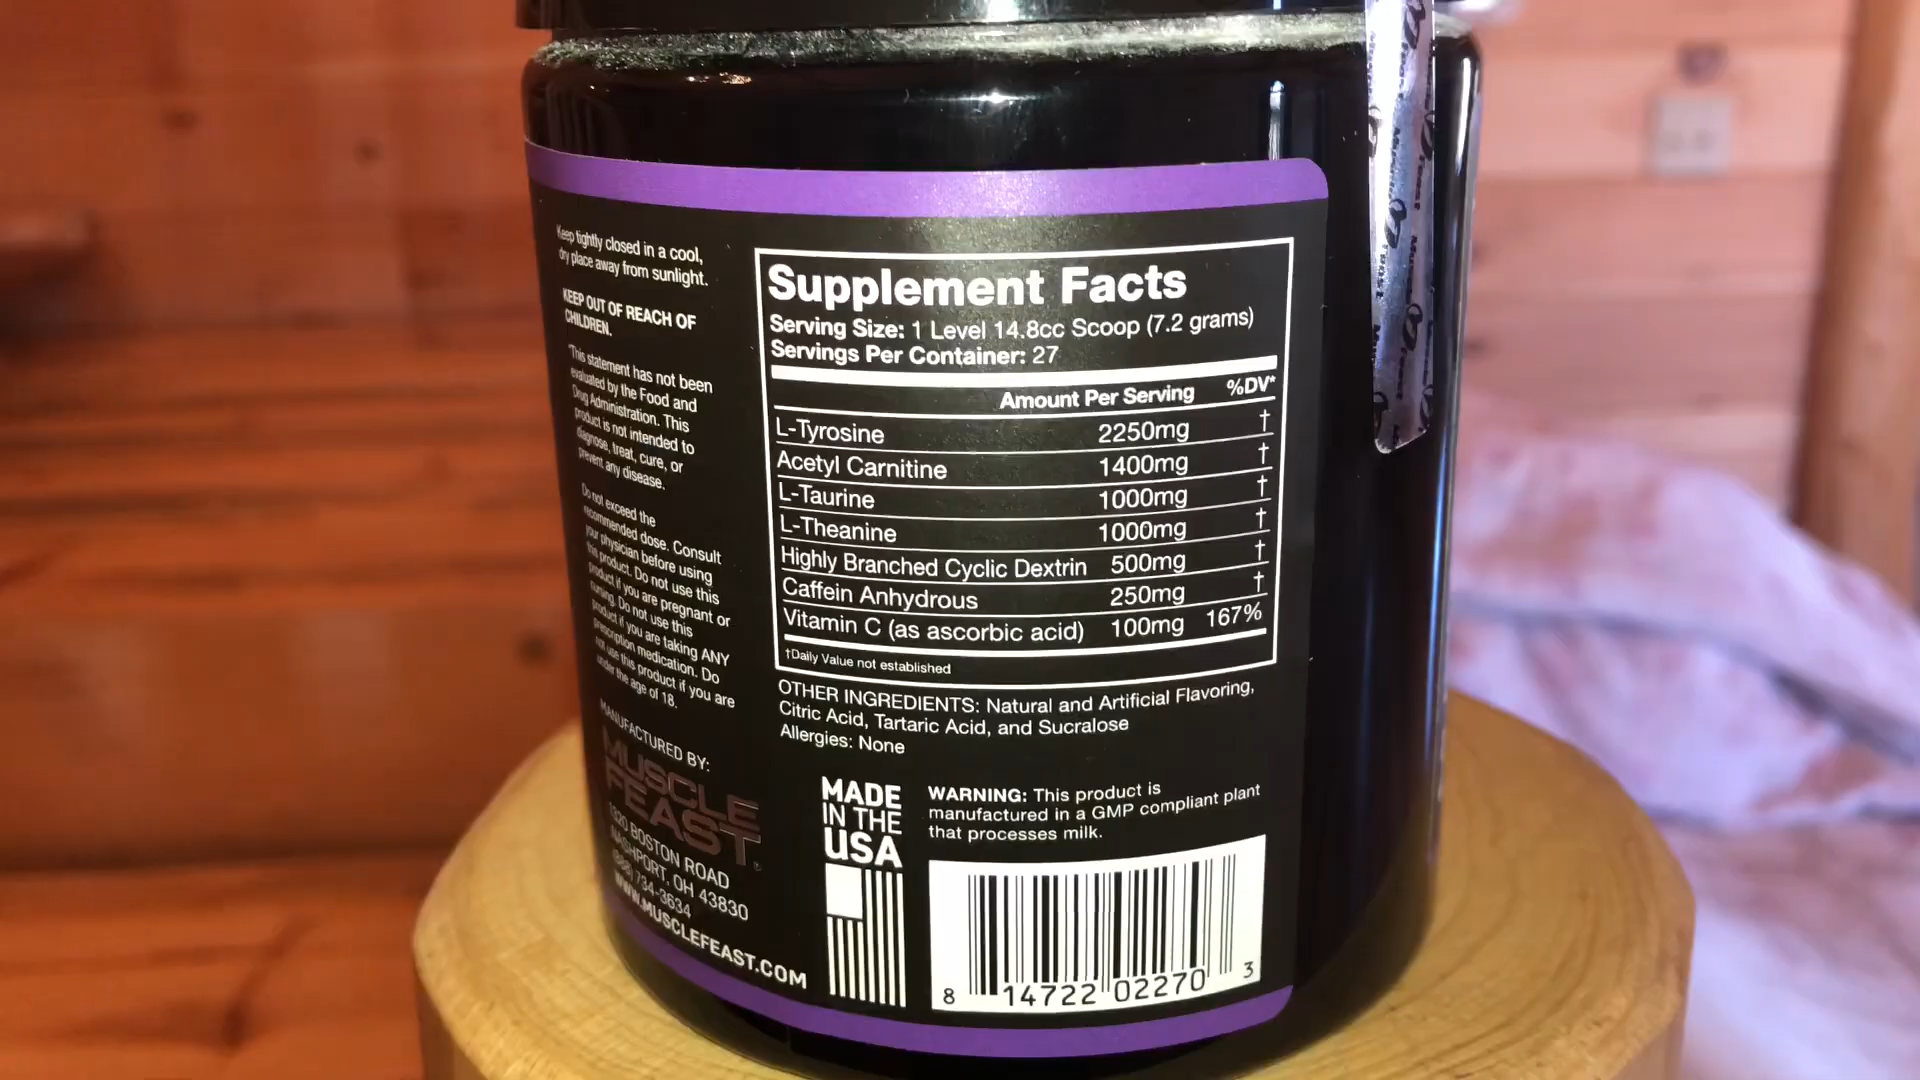 Keep tightly closed in a cool,
dry place away from sunlight.
KEEP OUT OF REACH OF
CHILDREN.
*This statement has not been
evaluated by the Food and
Drug Administration. This
product is not intended to
diagnose, treat, cure, or
prevent any disease.
Do not exceed the
recommended dose. Consult
your physician before using
this product. Do not use this
product if you are pregnant or
nursing. Do not use this
product if you are taking ANY
prescription medication. Do
not use this product if you are
under the age of 18.
MANUFACTURED BY:
MUSCLE
FEAST®
1320 BOSTON ROAD
NASHPORT, OH 43830
(888) 734-3634
WWW.MUSCLEFEAST.COM
Supplement Facts
Serving Size: 1 Level 14.8cc Scoop (7.2 grams)
Servings Per Container: 27
Amount Per Serving %DV*
L-Tyrosine 2250mg †
Acetyl Carnitine 1400mg †
L-Taurine 1000mg †
L-Theanine 1000mg †
Highly Branched Cyclic Dextrin 500mg †
Caffein Anhydrous 250mg †
Vitamin C (as ascorbic acid) 100mg 167%
†Daily Value not established
OTHER INGREDIENTS: Natural and Artificial Flavoring,
Citric Acid, Tartaric Acid, and Sucralose
Allergies: None
MADE
IN THE
USA
WARNING: This product is
manufactured in a GMP compliant plant
that processes milk.
8 14722 02270 3